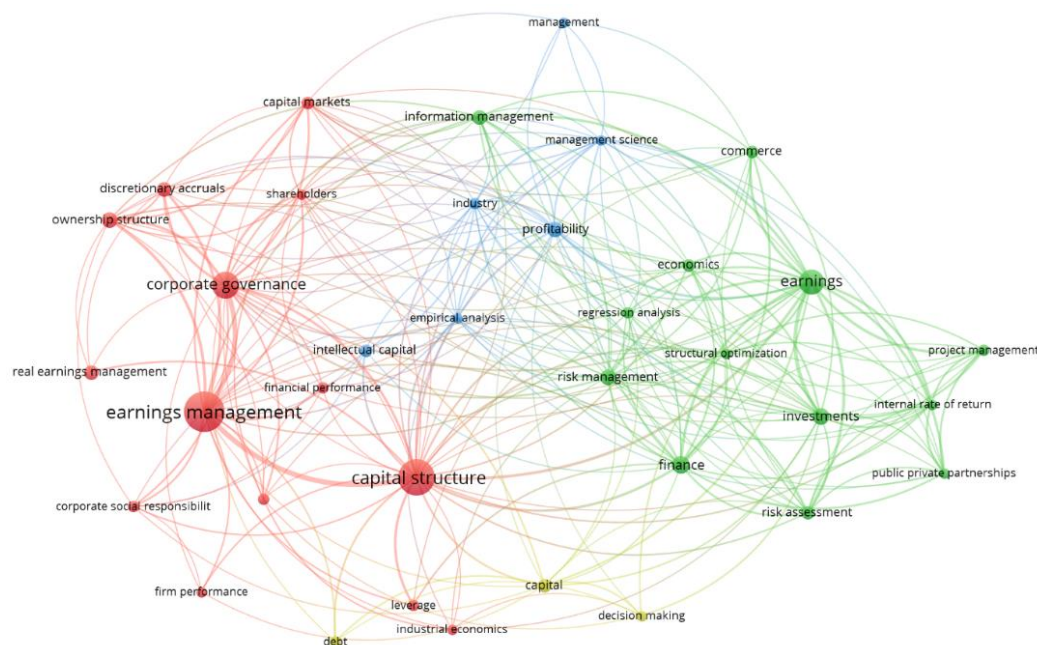 management
capital markets
information management
management science
commerce
discretionary accruals
shareholders
industry
ownership structure
profitability
economics
corporate governance
earnings
regression analysis
empirical analysis
intellectual capital
structural optimization
project management
real earnings management
financial performance
risk management
internal rate of return
earnings management
investments
finance
capital structure
public private partnerships
corporate social responsibilit
risk assessment
firm performance
capital
leverage
decision making
industrial economics
debt